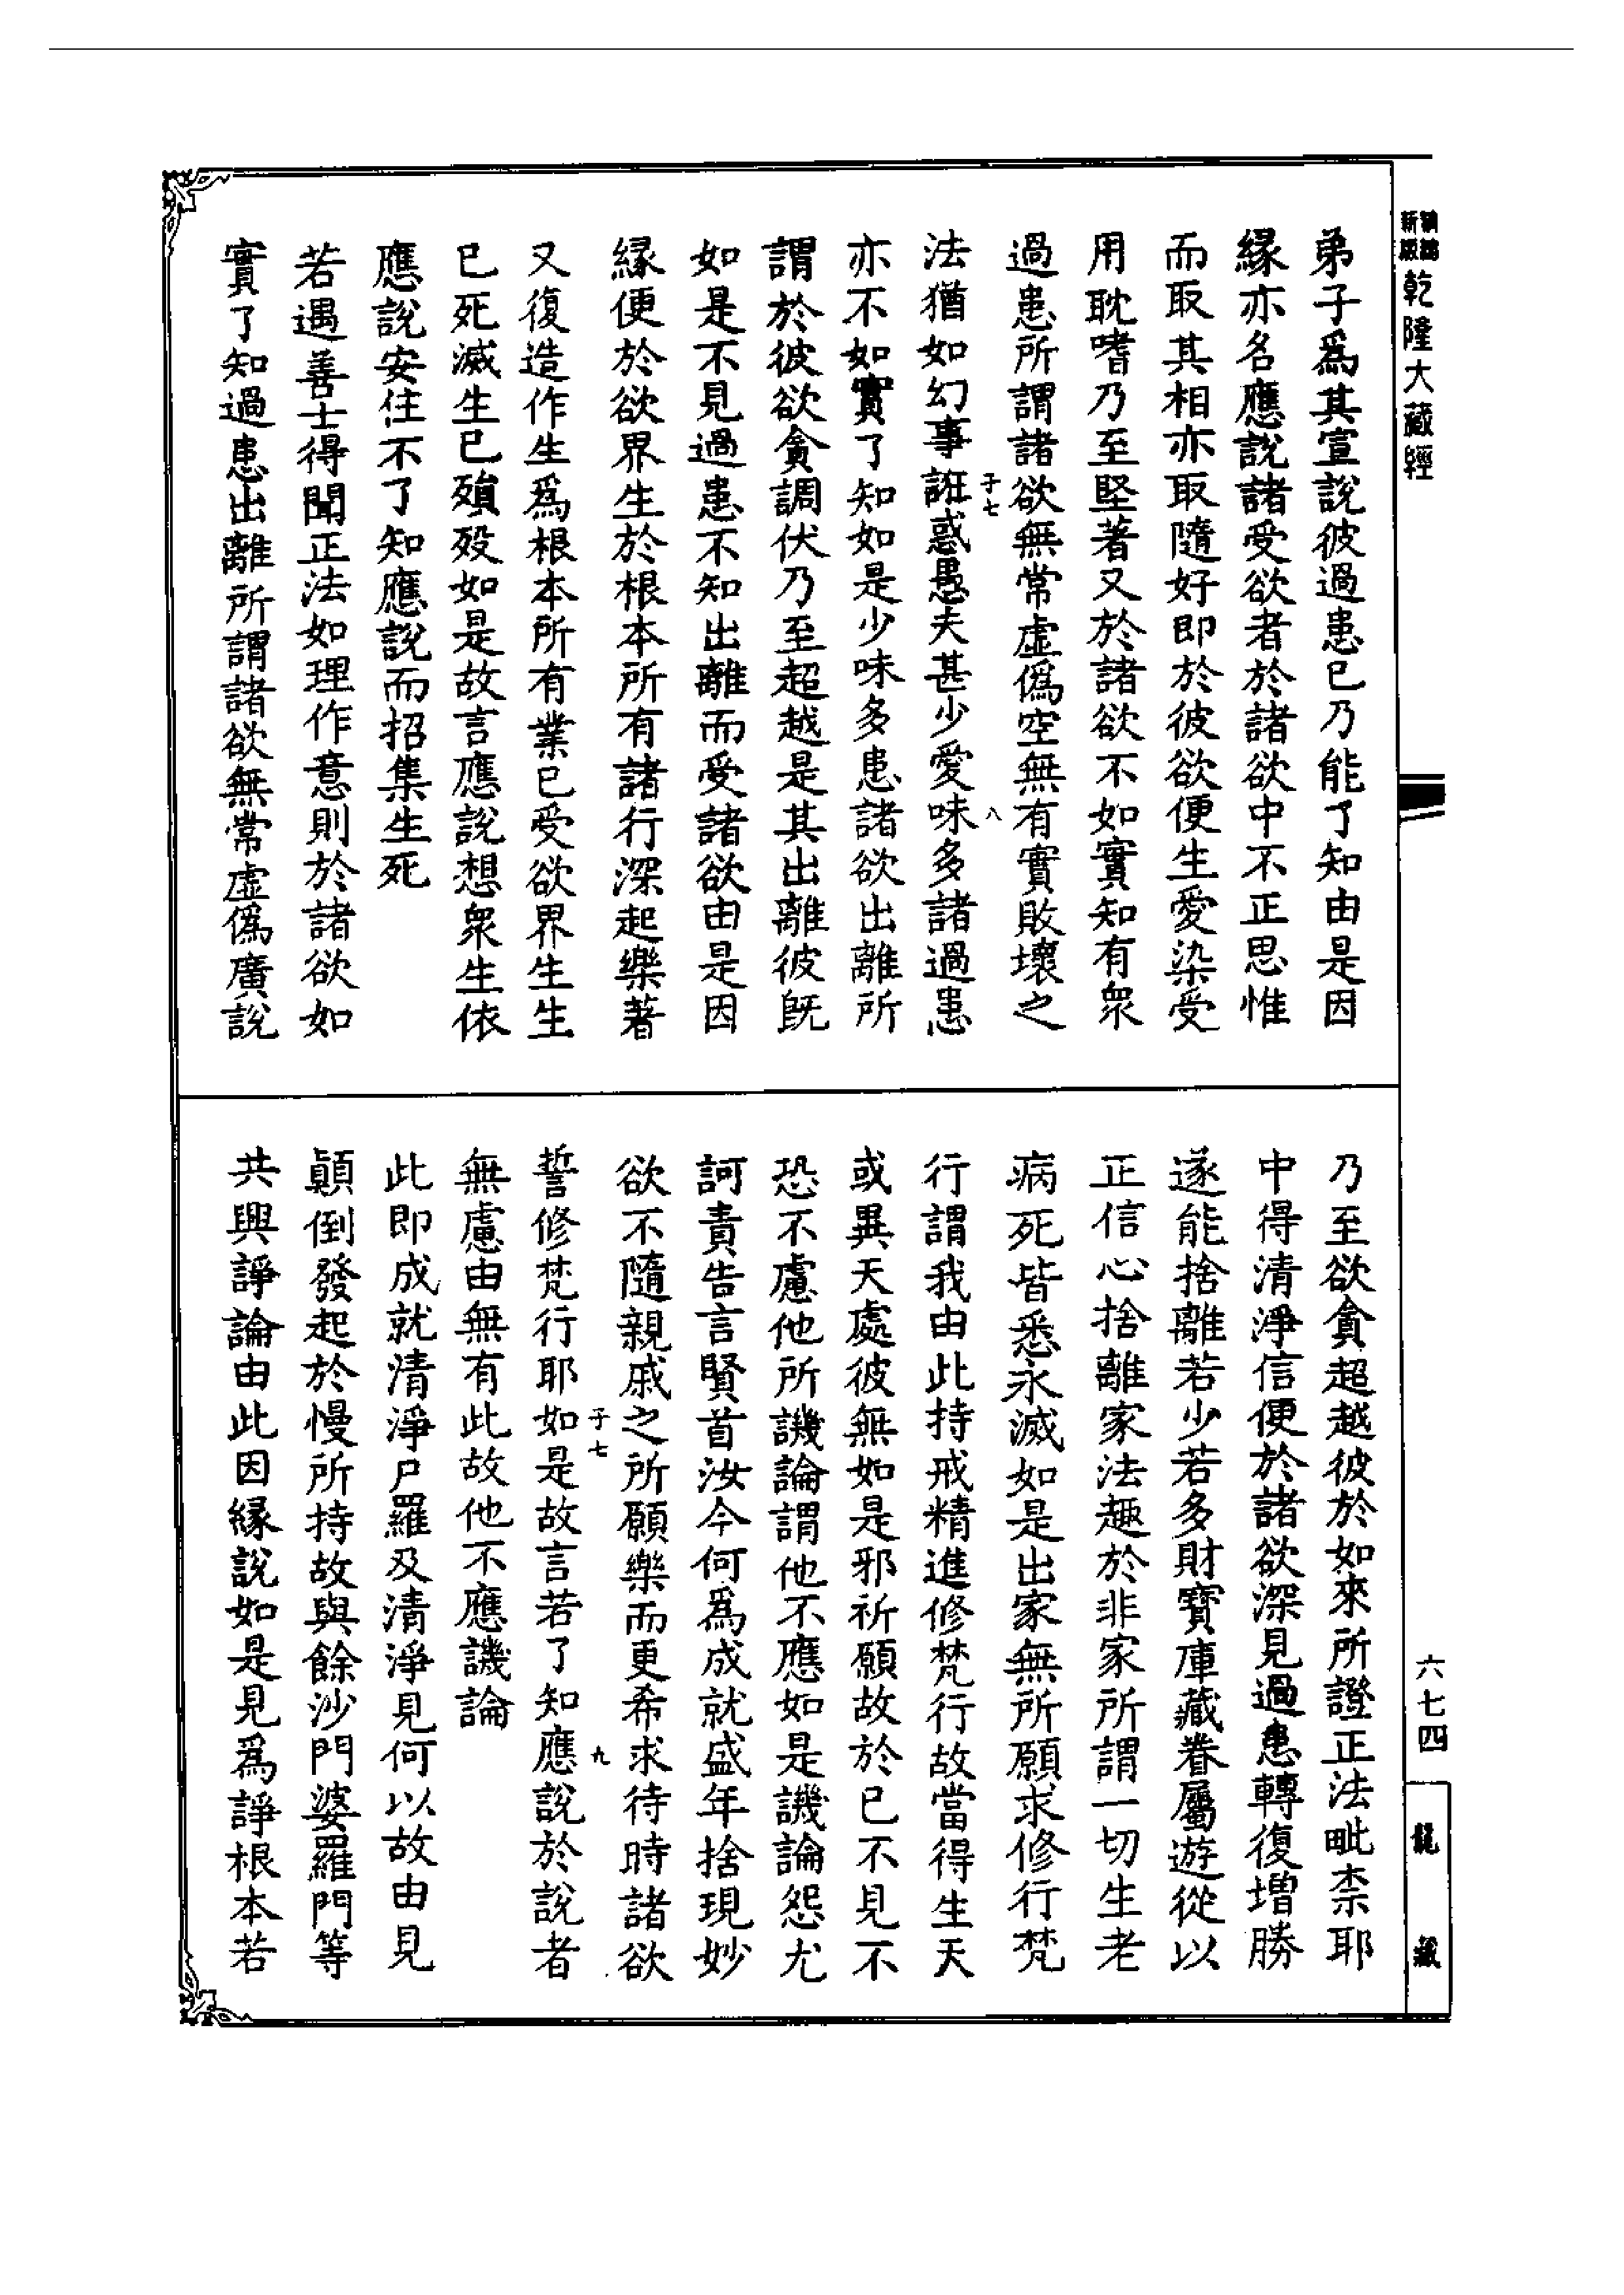 新編縮版乾隆大藏經
弟子爲其宣說彼過患已乃能了知由是因
緣亦名應說諸受欲者於諸欲中不正思惟
而取其相亦取隨好即於彼欲便生愛染受
用耽嗜乃至堅著又於諸欲不如實知有衆
過患所謂諸欲無常虛僞空無有實敗壞之
子七 八
法猶如幻事誑惑愚夫甚少愛味多諸過患
亦不如實了知如是少味多患諸欲出離所
謂於彼欲貪調伏乃至超越是其出離彼旣
如是不見過患不知出離而受諸欲由是因
緣便於欲界生於根本所有諸行深起樂著
又復造作生爲根本所有業已受欲界生生
已死滅生已殞歿如是故言應說想衆生依
應說安住不了知應說而招集生死
若遇善士得聞正法如理作意則於諸欲如
實了知過患出離所謂諸欲無常虛僞廣說
乃至欲貪超越彼於如來所證正法毗柰耶
中得清淨信便於諸欲深見過患轉復增勝
遂能捨離若少若多財寶庫藏眷屬遊從以
正信心捨離家法趣於非家所謂一切生老
病死皆悉永滅如是出家無所願求修行梵
行謂我由此持戒精進修梵行故當得生天
或異天處彼無如是邪祈願故於已不見不
恐不慮他所譏論謂他不應如是譏論怨尤
訶責告言賢首汝今何爲成就盛年捨現妙
欲不隨親戚之所願樂而更希求待時諸欲
子七 九
誓修梵行耶如是故言若了知應說於說者
無慮由無有此故他不應譏論
此即成就清淨尸羅及清淨見何以故由見
顛倒發起於慢所持故與餘沙門婆羅門等
共興諍論由此因緣說如是見爲諍根本若
六七四
龍藏